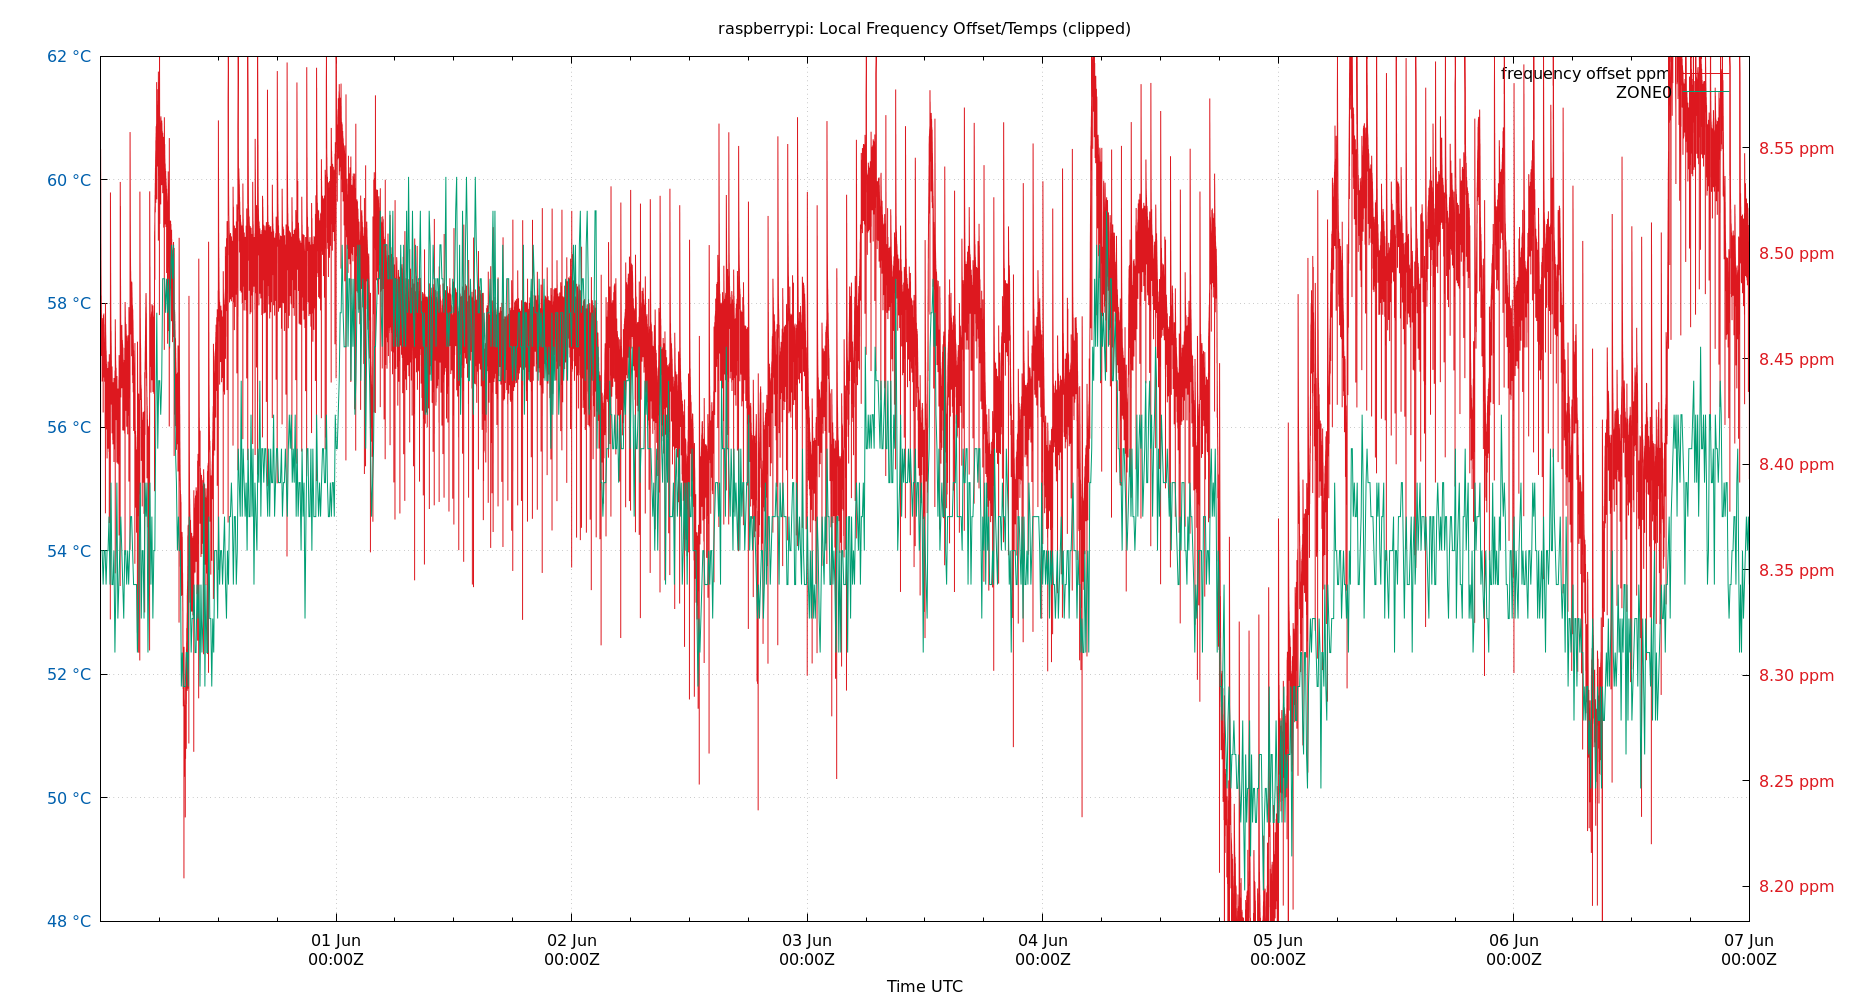 raspberrypi: Local Frequency Offset/Temps (clipped)
62 °C
60 °C
58 °C
56 °C
54 °C
52 °C
50 °C
48 °C
frequency offset ppm
ZONE0
8.55 ppm
8.50 ppm
8.45 ppm
8.40 ppm
8.35 ppm
8.30 ppm
8.25 ppm
8.20 ppm
01 Jun
00:00Z
02 Jun
00:00Z
03 Jun
00:00Z
04 Jun
00:00Z
05 Jun
00:00Z
06 Jun
00:00Z
07 Jun
00:00Z
Time UTC